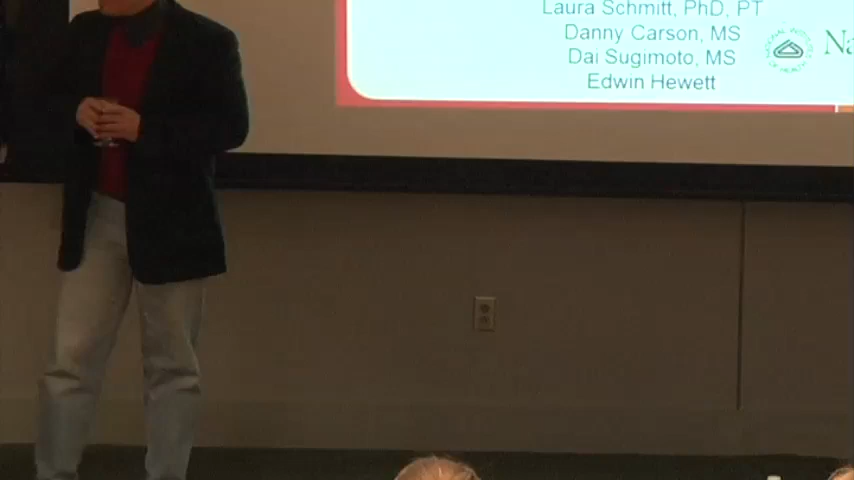 Laura Schmitt, PhD, PT
Danny Carson, MS
Dai Sugimoto, MS
Edwin Hewett